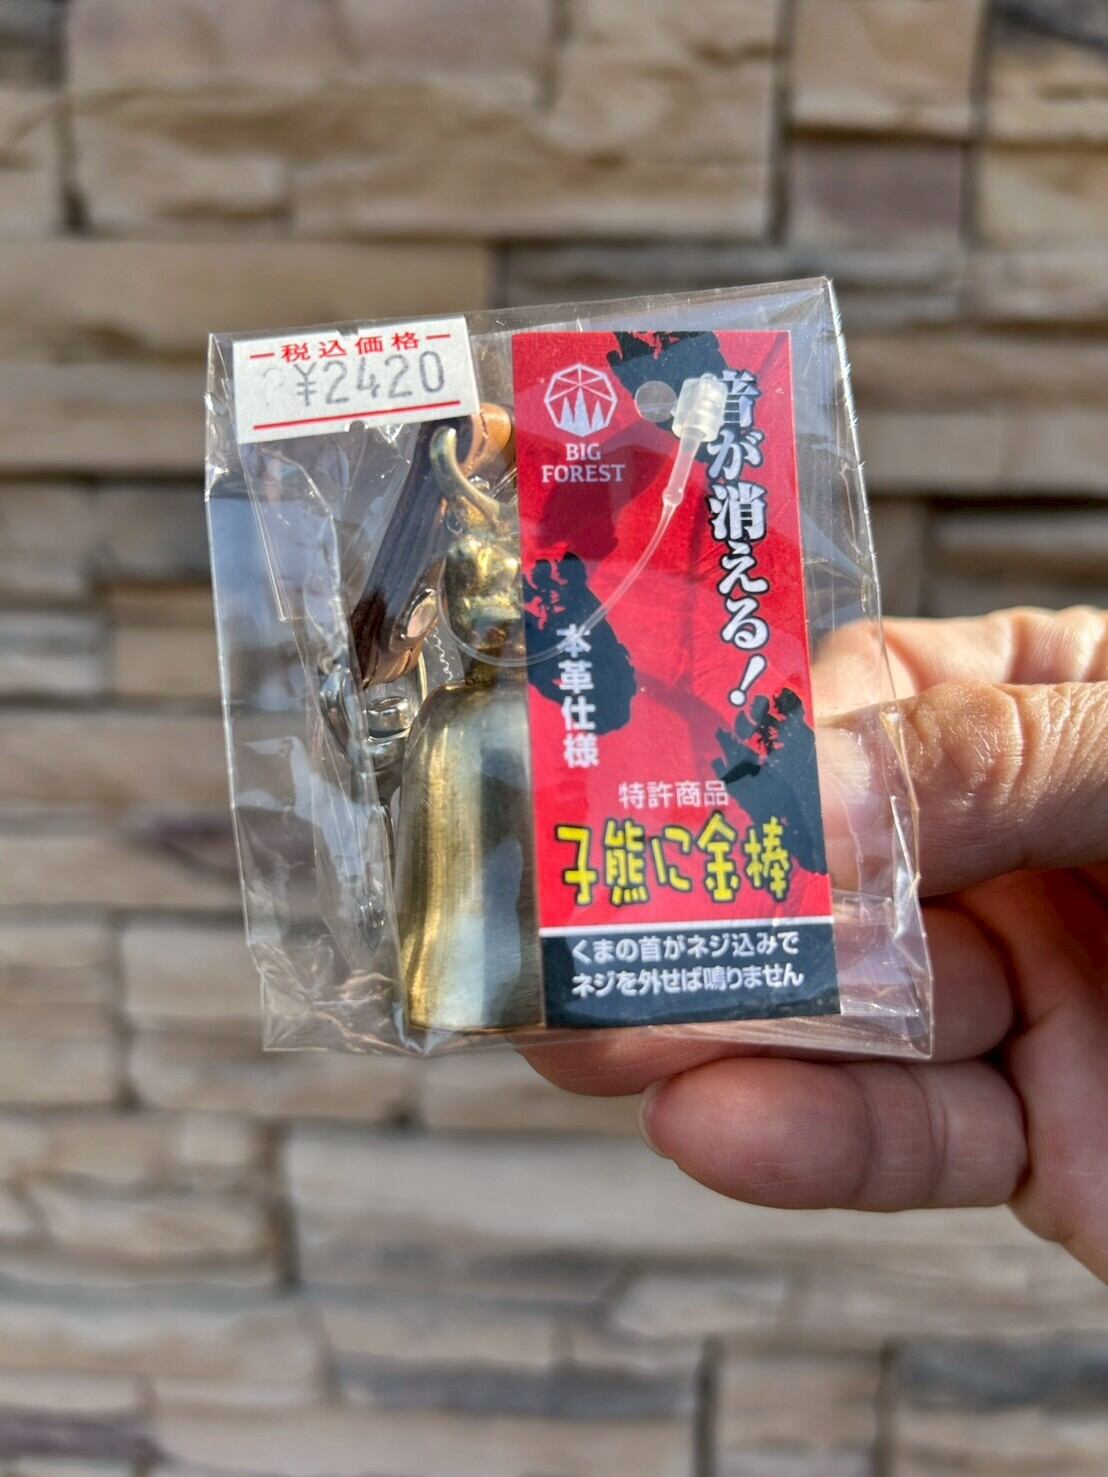 税込価格
¥2420
BIG
FOREST
音が消える！
本革仕様
特許商品
子熊に金棒
くまの首がネジ込みで
ネジを外せば鳴りません